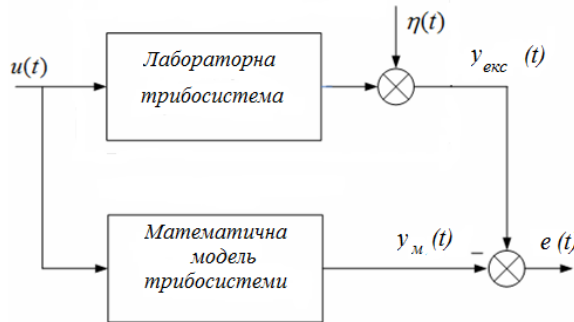 η(t)
u(t)
Лабораторна
трибосистема
y екс (t)
Математична
модель
трибосистеми
y м (t)
−
e (t)